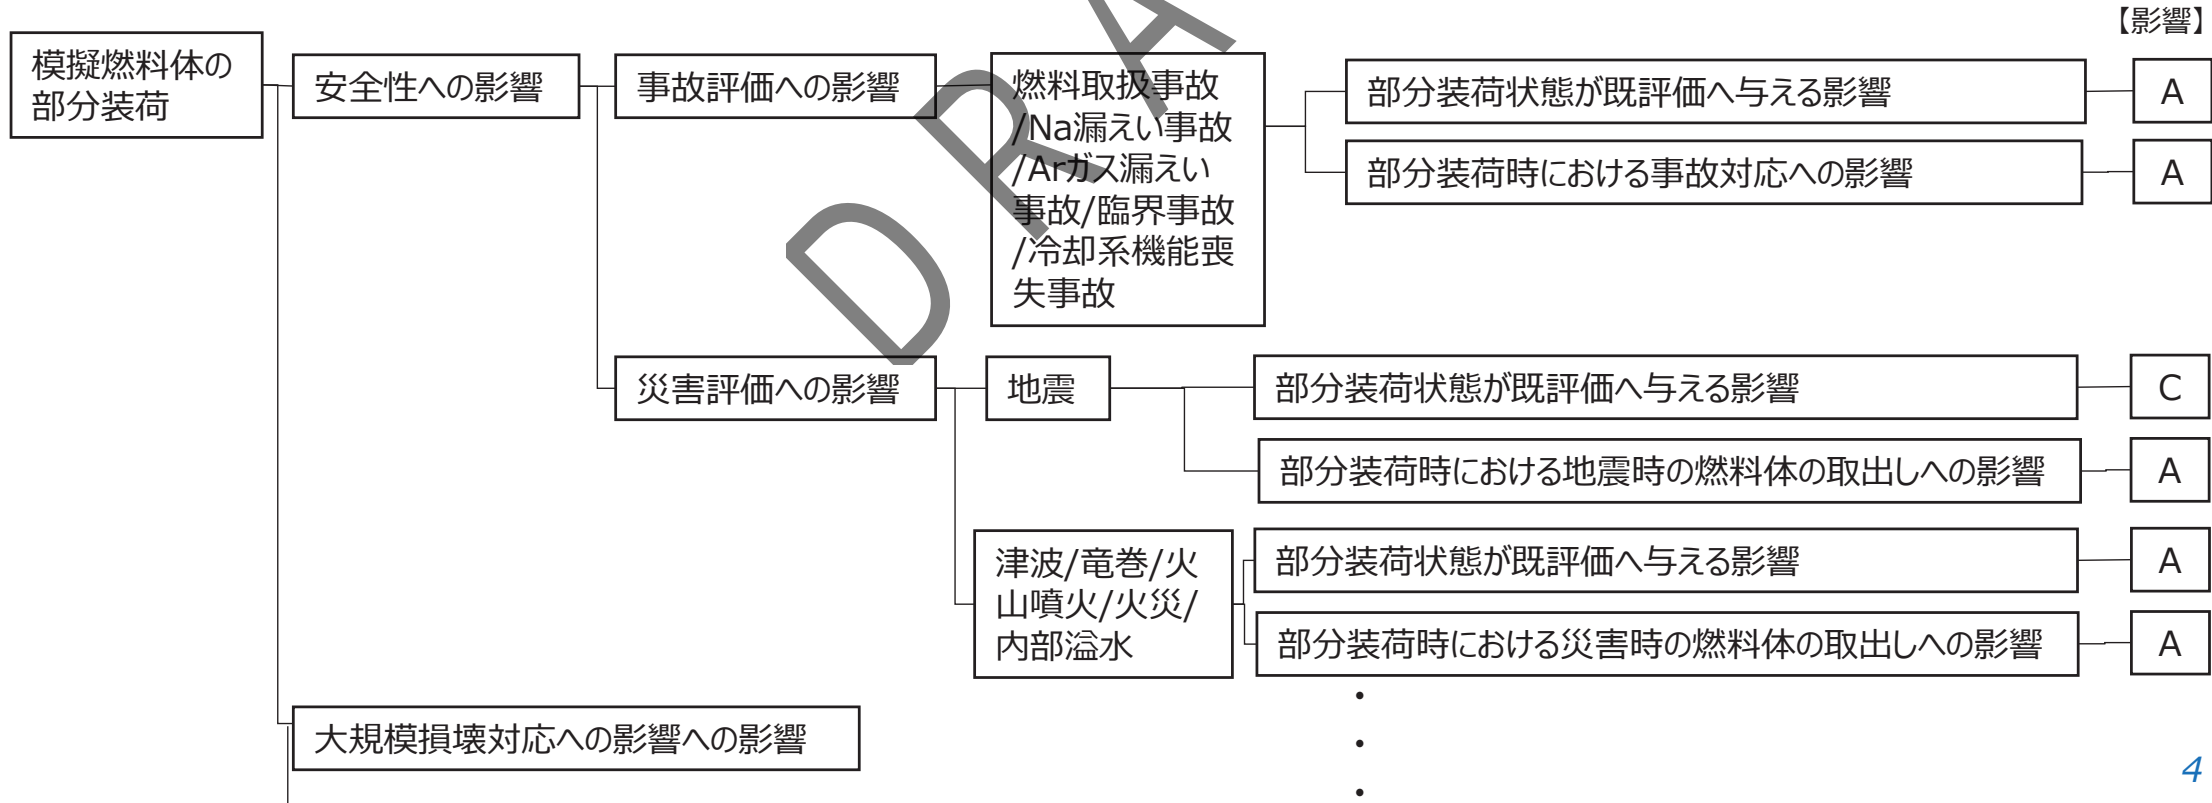 【影響】
模擬燃料体の
部分装荷
安全性への影響
事故評価への影響
燃料取扱事故
/Na漏えい事故
/Arガス漏えい
事故/臨界事故
/冷却系機能喪
失事故
部分装荷状態が既評価へ与える影響
A
部分装荷時における事故対応への影響
A
災害評価への影響
地震
部分装荷状態が既評価へ与える影響
C
部分装荷時における地震時の燃料体の取出しへの影響
A
津波/竜巻/火
山噴火/火災/
内部溢水
部分装荷状態が既評価へ与える影響
A
部分装荷時における災害時の燃料体の取出しへの影響
A
大規模損壊対応への影響への影響
・
・
・
DRA
4